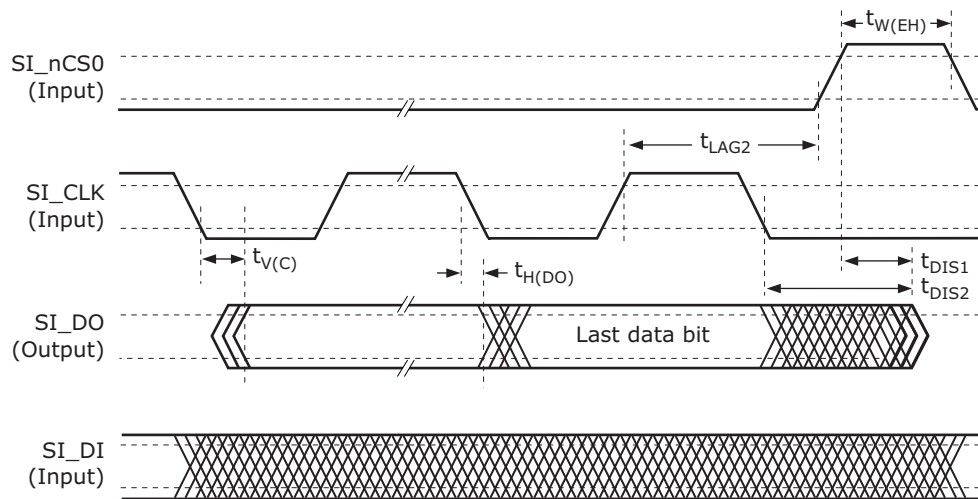 tW(EH)
SI_nCS0
(Input)
tLAG2
SI_CLK
(Input)
tV(C)
tH(DO)
tDIS1
tDIS2
SI_DO
(Output)
Last data bit
SI_DI
(Input)